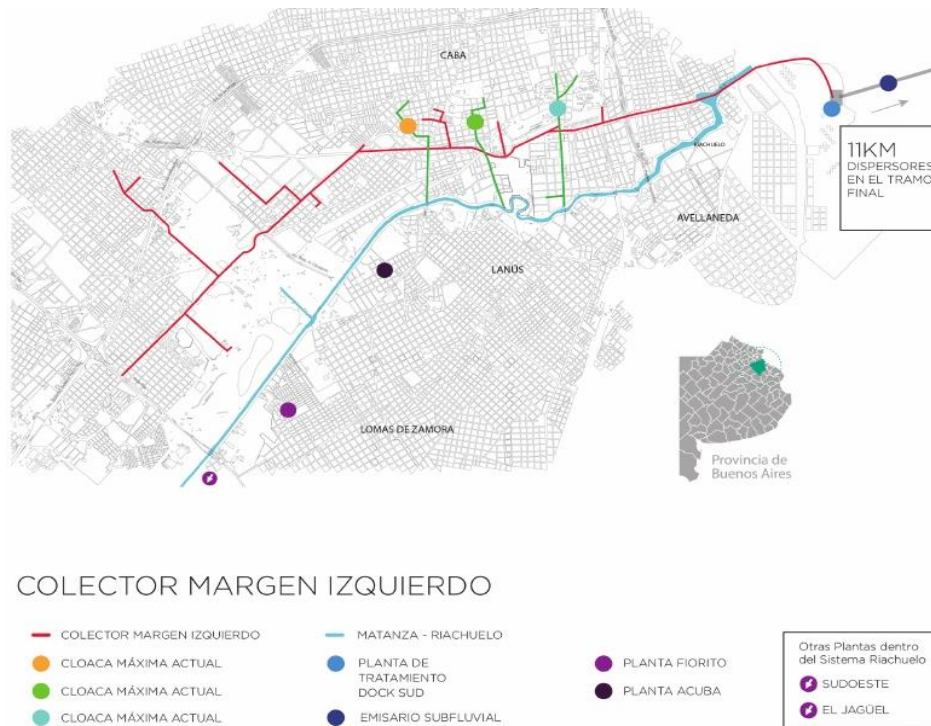 CABA
RIACHUELO
11KM
DISPERSORES
EN EL TRAMO
FINAL
AVELLANEDA
LANÚS
LOMAS DE ZAMORA
Provincia de
Buenos Aires
COLECTOR MARGEN IZQUIERDO
COLECTOR MARGEN IZQUIERDO
CLOACA MÁXIMA ACTUAL
CLOACA MÁXIMA ACTUAL
CLOACA MÁXIMA ACTUAL
MATANZA - RIACHUELO
PLANTA DE
TRATAMIENTO
DOCK SUD
EMISARIO SUBFLUVIAL
PLANTA FIORITO
PLANTA ACUBA
Otras Plantas dentro
del Sistema Riachuelo
SUDOESTE
EL JAGÜEL